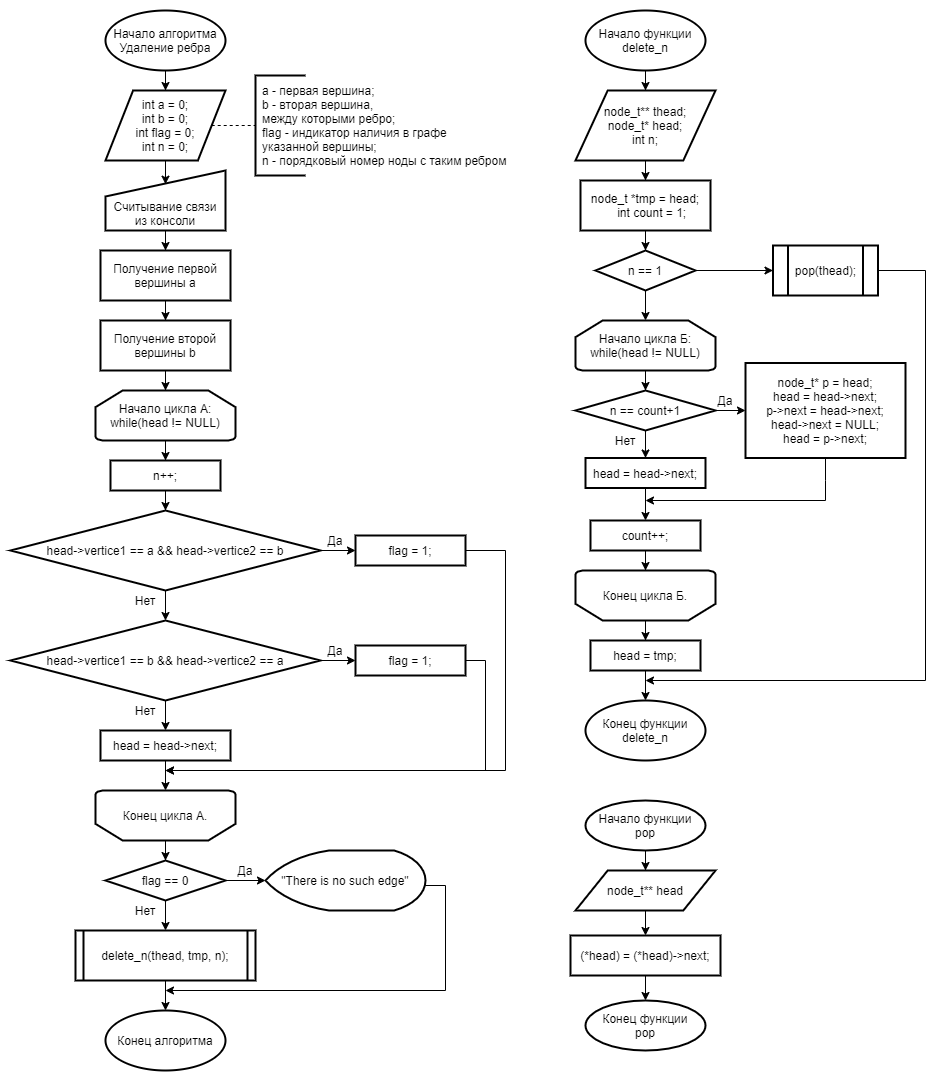 Начало алгоритма
Удаление ребра
int a = 0;
int b = 0;
int flag = 0;
int n = 0;
a - первая вершина;
b - вторая вершина,
между которыми ребро;
flag - индикатор наличия в графе
указанной вершины;
n - порядковый номер ноды с таким ребром
Считывание связи
из консоли
Получение первой
вершины a
Получение второй
вершины b
Начало цикла А:
while(head != NULL)
n++;
head->vertice1 == a && head->vertice2 == b
Да
flag = 1;
Нет
head->vertice1 == b && head->vertice2 == a
Да
flag = 1;
Нет
head = head->next;
Конец цикла А.
flag == 0
Да
"There is no such edge"
Нет
delete_n(thead, tmp, n);
Конец алгоритма
Начало функции
delete_n
node_t** thead;
node_t* head;
int n;
node_t *tmp = head;
int count = 1;
n == 1
pop(thead);
Начало цикла Б:
while(head != NULL)
n == count+1
Да
node_t* p = head;
head = head->next;
p->next = head->next;
head->next = NULL;
head = p->next;
Нет
head = head->next;
count++;
Конец цикла Б.
head = tmp;
Конец функции
delete_n
Начало функции
pop
node_t** head
(*head) = (*head)->next;
Конец функции
pop